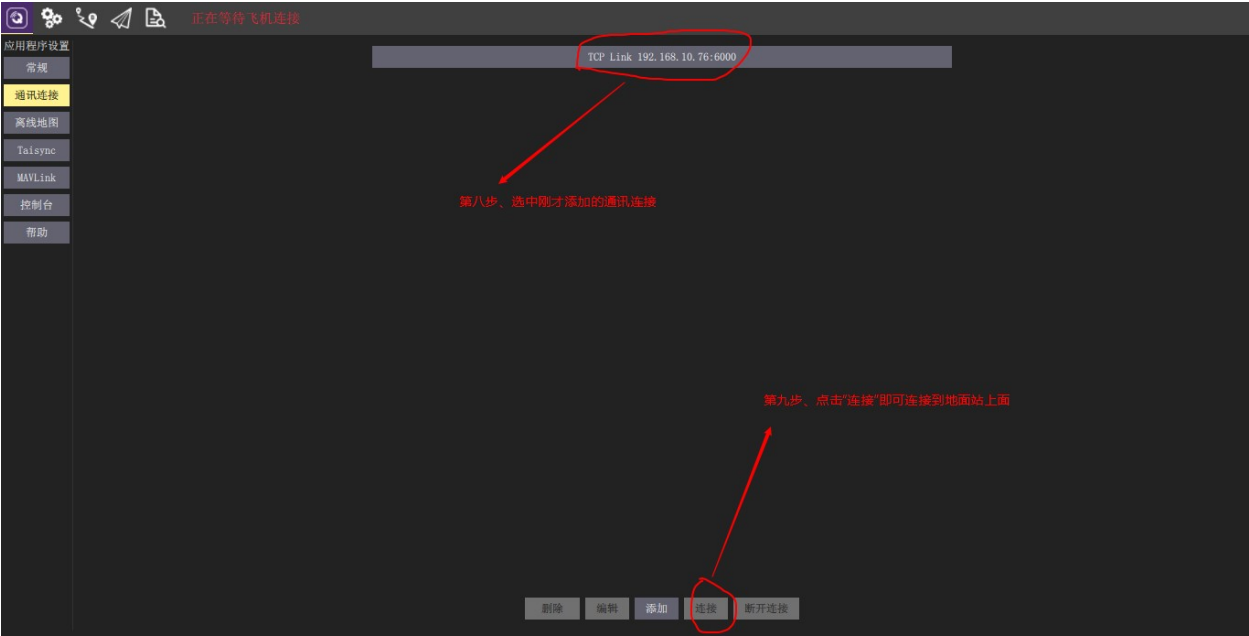 正在等待飞机连接
应用程序设置
常规
通讯连接
离线地图
Taisync
MAVLink
控制台
帮助
TCP Link 192.168.10.76:6000
第八步、选中刚才添加的通讯连接
第九步、点击"连接"即可连接到地面站上面
删除 编辑 添加 连接 断开连接